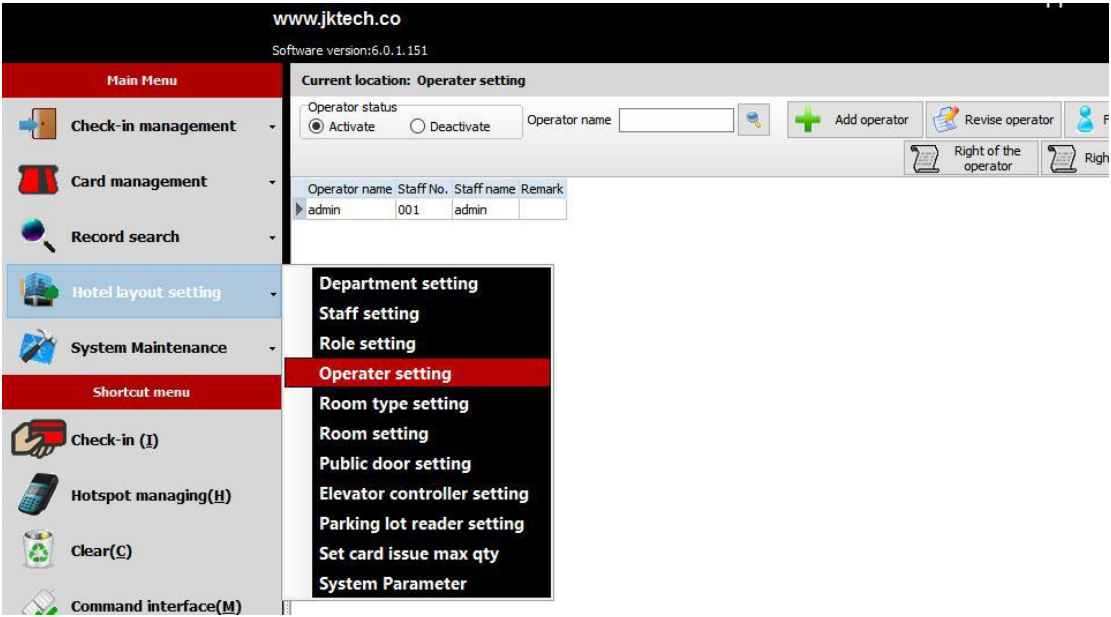 www.jktech.co
Software version:6.0.1.151
Main Menu
Current location: Operater setting
Operator status
Activate
Deactivate
Operator name
Add operator
Revise operator
Right of the
operator
Righ
Operator name Staff No. Staff name Remark
admin 001 admin
Check-in management
Card management
Record search
Hotel layout setting
System Maintenance
Department setting
Staff setting
Role setting
Operater setting
Room type setting
Room setting
Public door setting
Elevator controller setting
Parking lot reader setting
Set card issue max qty
System Parameter
Shortcut menu
Check-in (I)
Hotspot managing(H)
Clear(C)
Command interface(M)